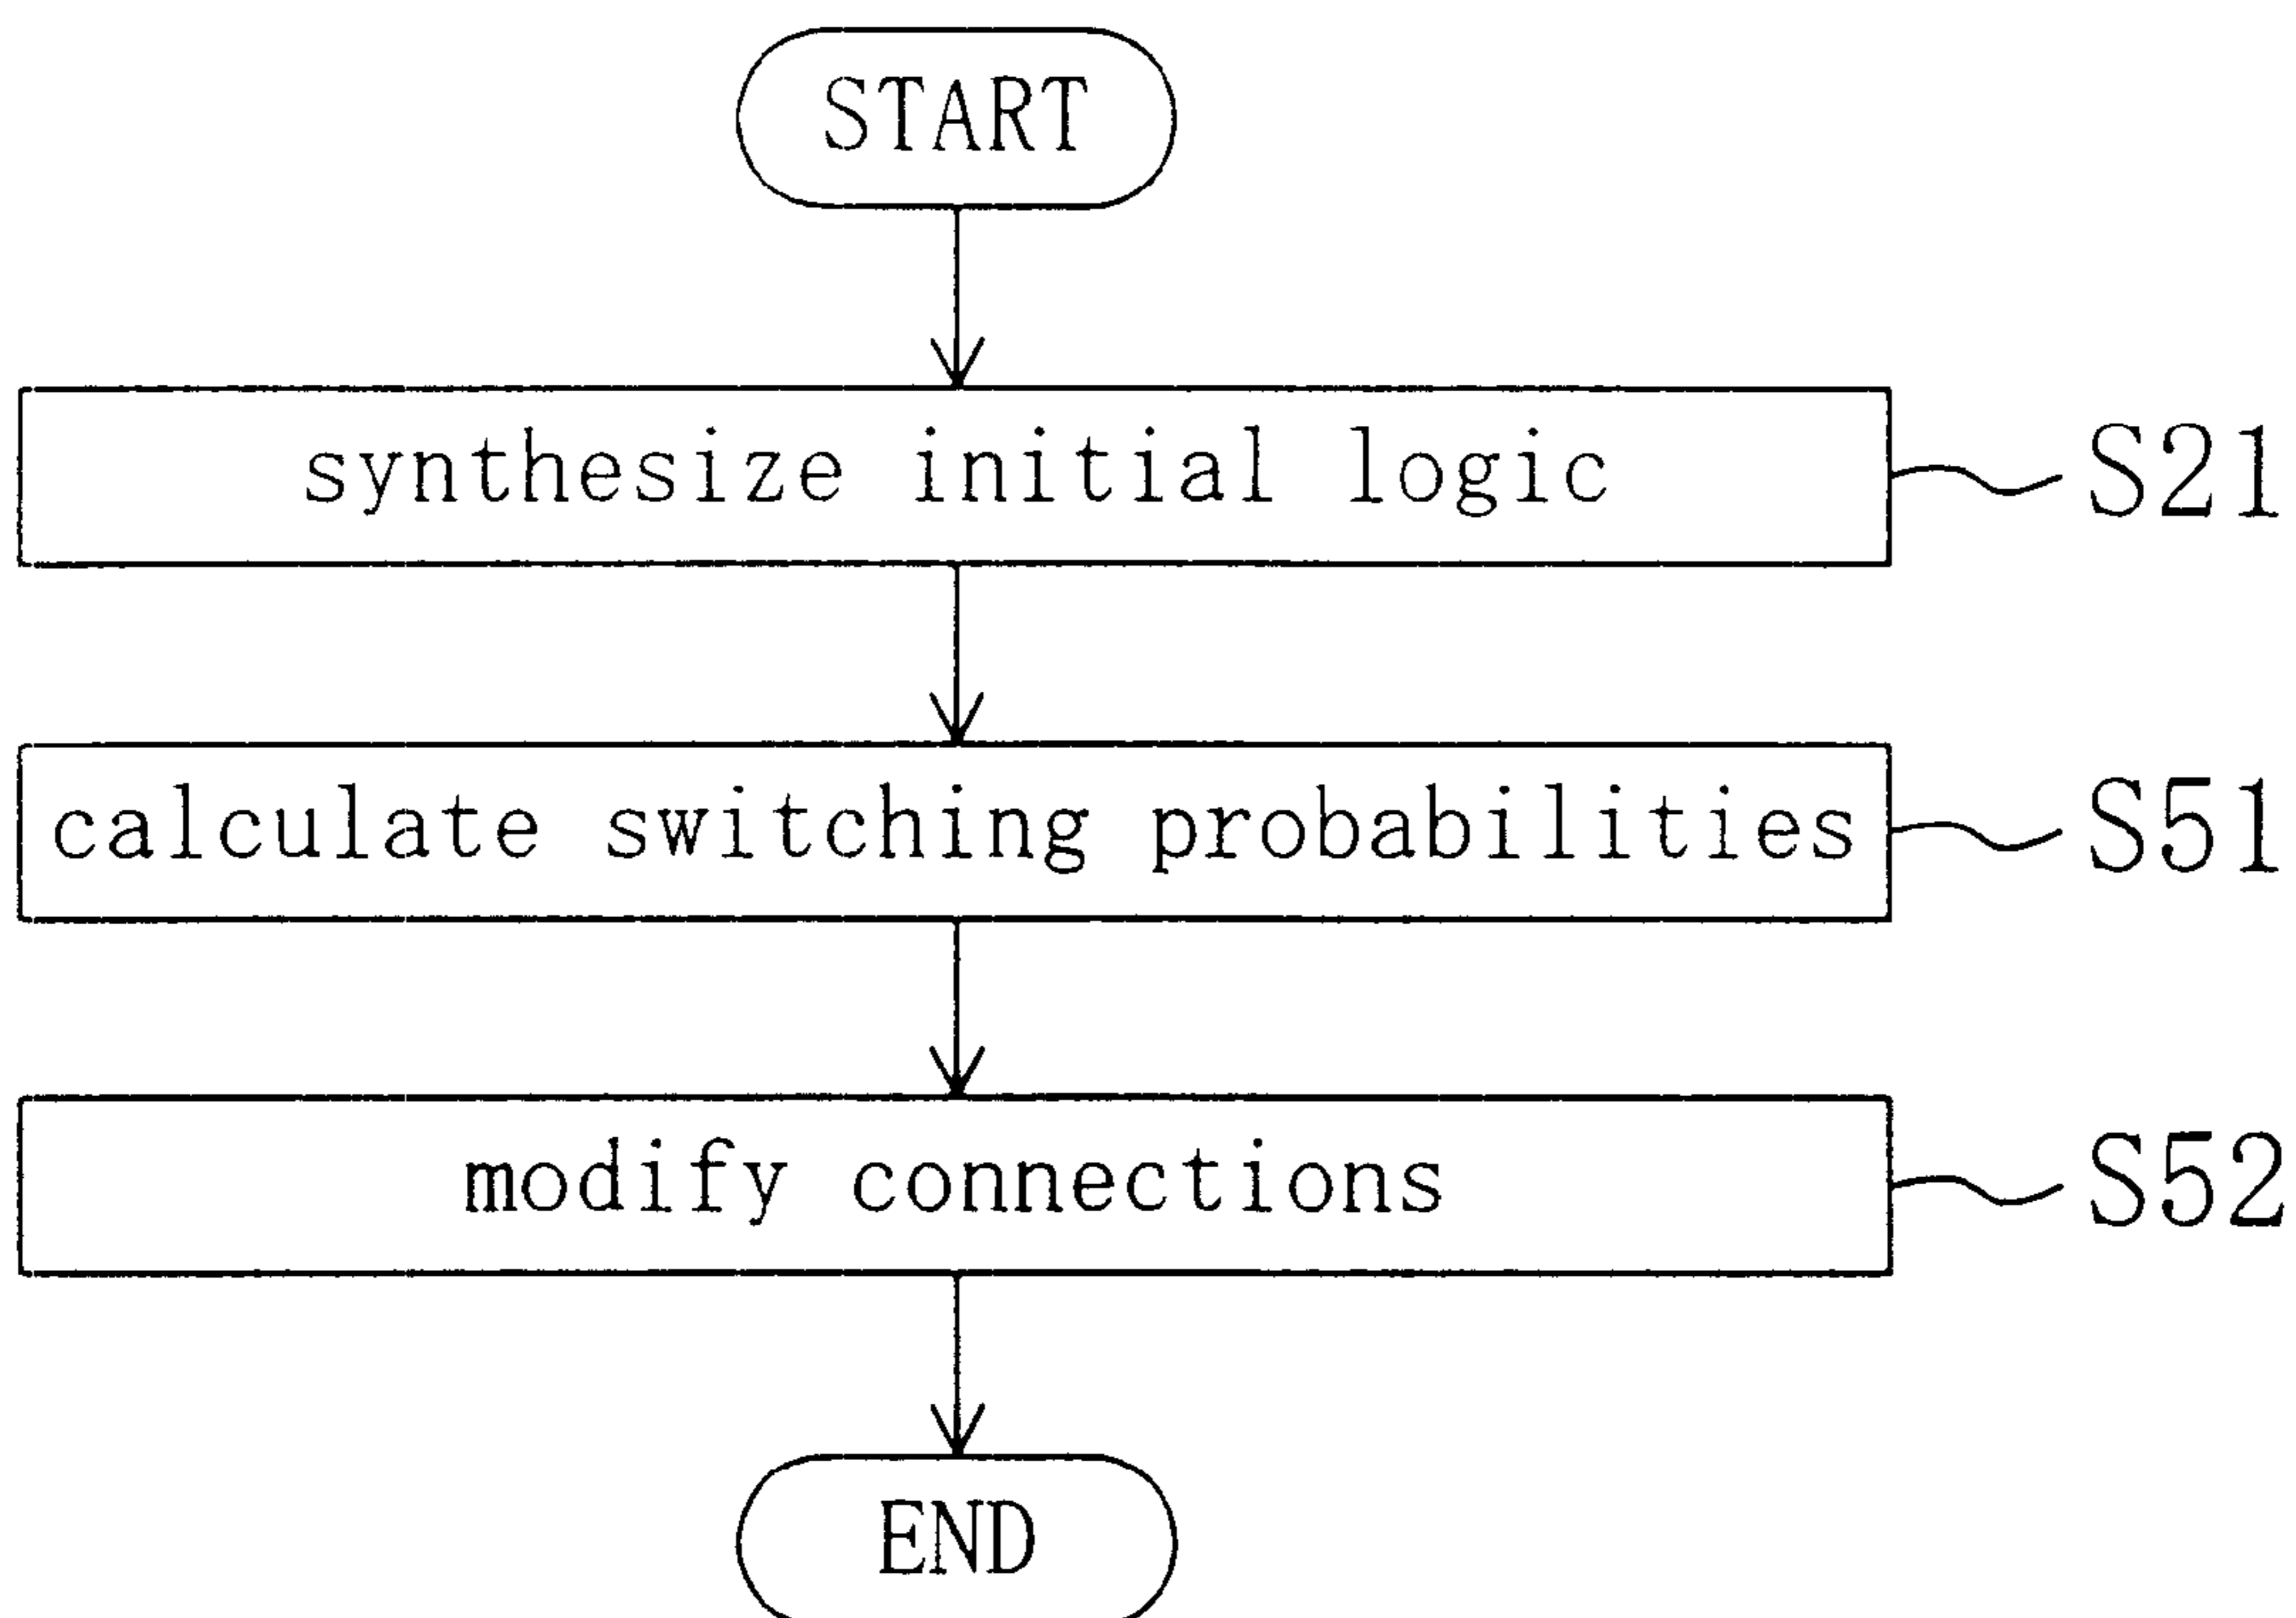 START
synthesize initial logic S21
calculate switching probabilities S51
modify connections S52
END